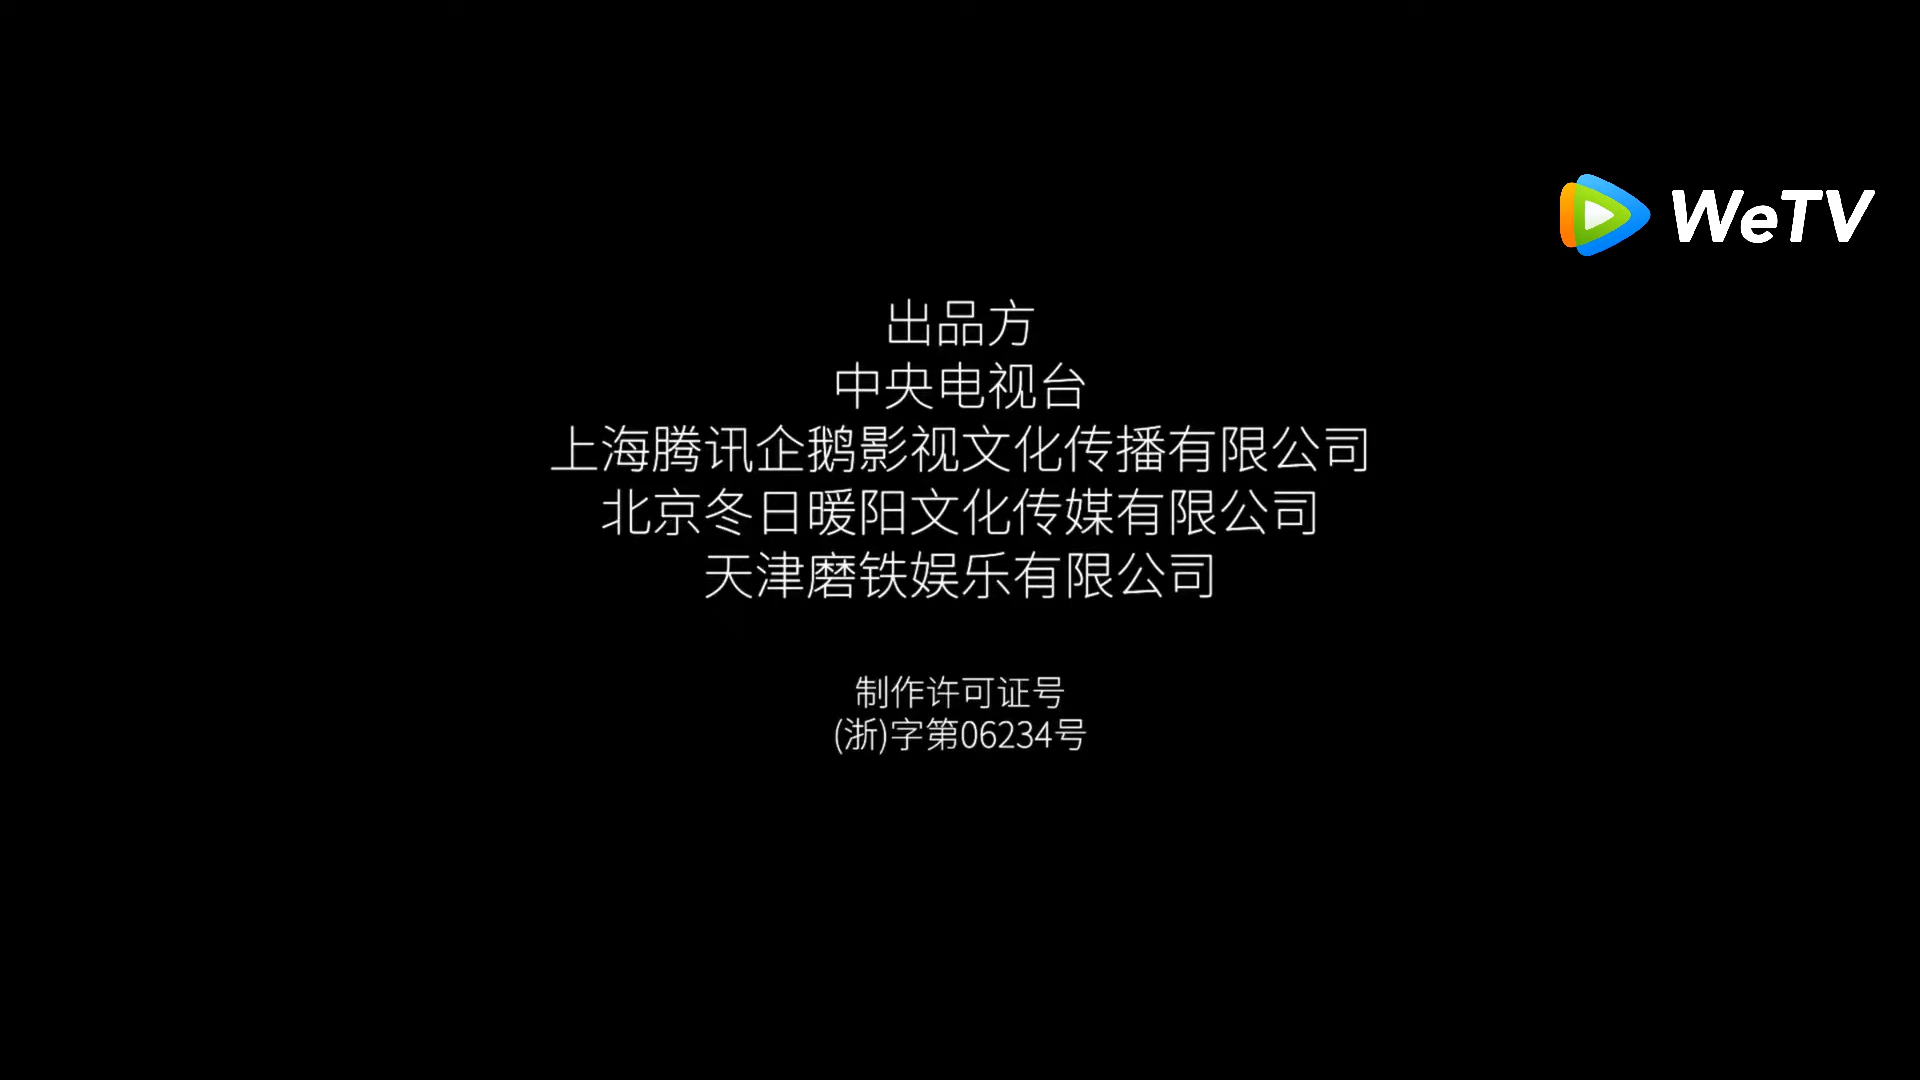 WeTV
出品方
中央电视台
上海腾讯企鹅影视文化传播有限公司
北京冬日暖阳文化传媒有限公司
天津磨铁娱乐有限公司
制作许可证号
(浙)字第06234号